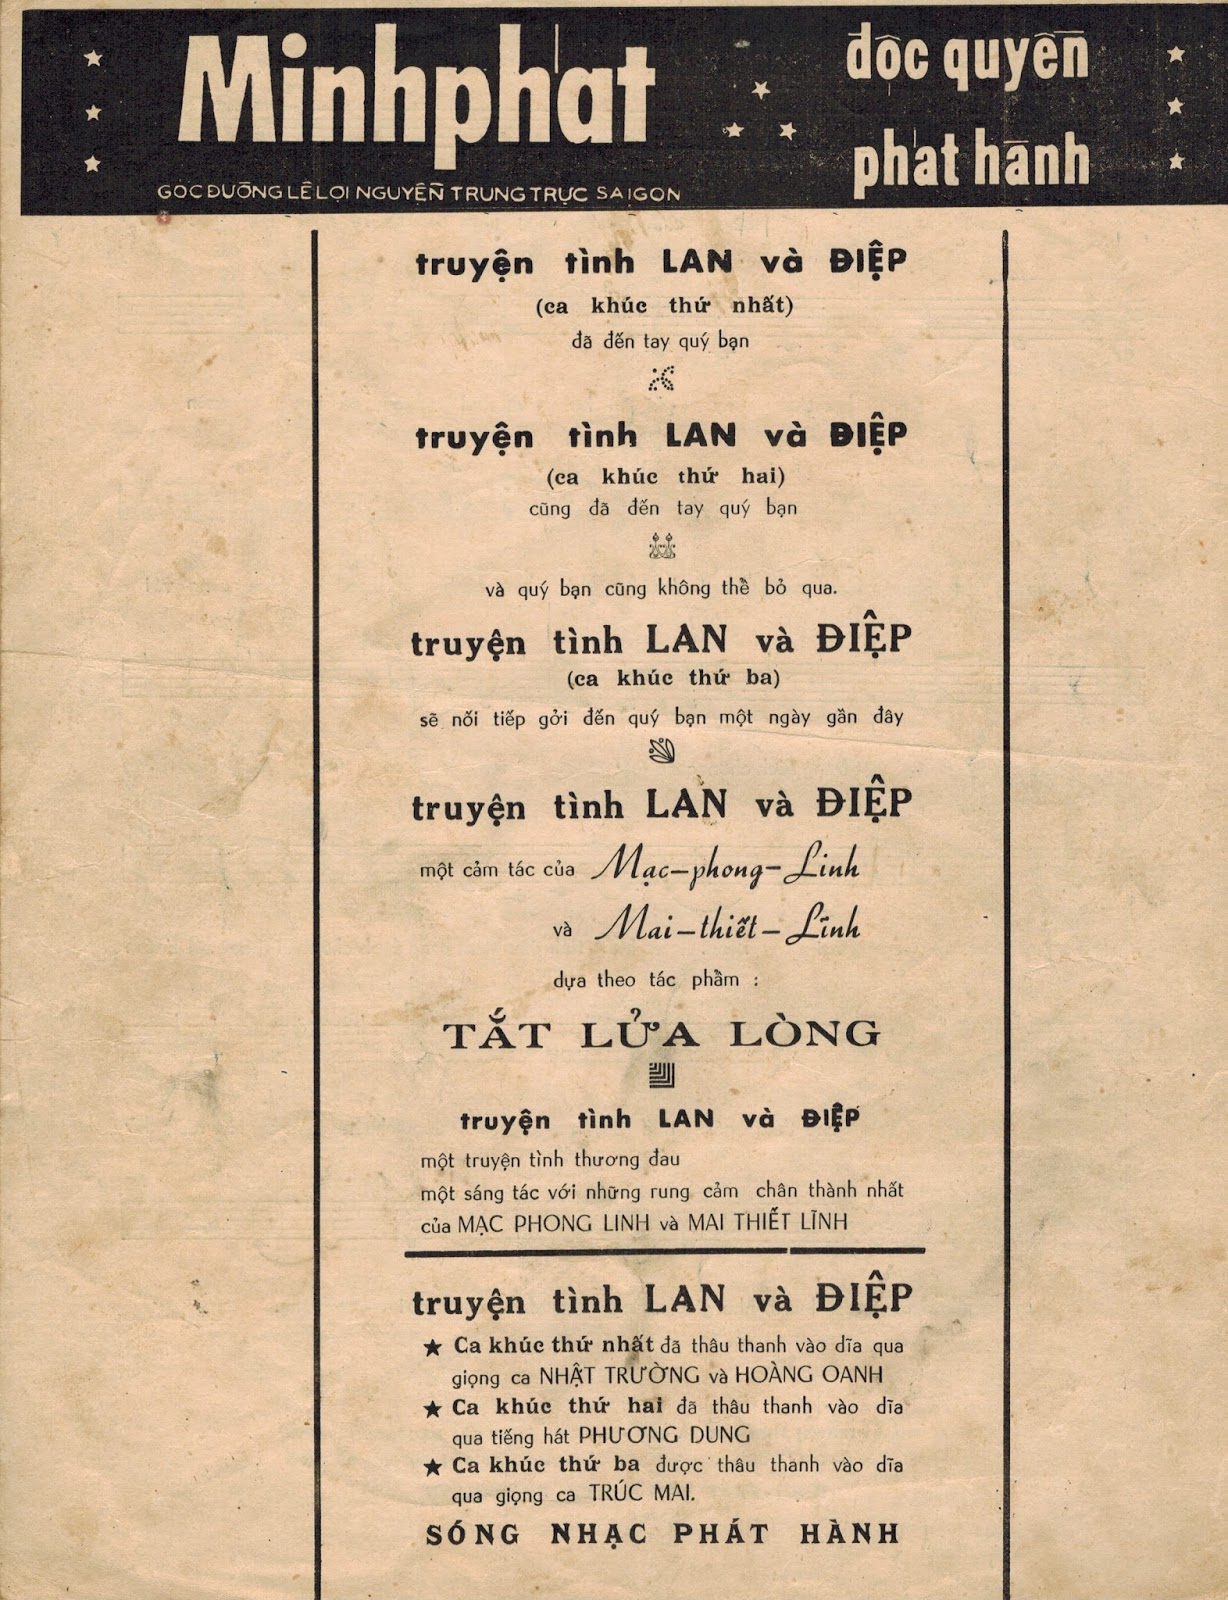 Minhphat
dôc quyền
phat hành
GÓC ĐƯỜNG LÊ LỢI NGUYỄN TRUNG TRỰC SAIGON
truyện tình LAN và ĐIỆP
(ca khúc thứ nhất)
đã đến tay quý bạn
truyện tình LAN và ĐIỆP
(ca khúc thứ hai)
cũng đã đến tay quý bạn
và quý bạn cũng không thể bỏ qua.
truyện tình LAN và ĐIỆP
(ca khúc thứ ba)
sẽ nối tiếp gởi đến quý bạn một ngày gần đây
truyện tình LAN và ĐIỆP
một cảm tác của Mạc-phong-Linh
và Mai-thiết-Lĩnh
dựa theo tác phẩm :
TẮT LỬA LÒNG
truyện tình LAN và ĐIỆP
một truyện tình thương đau
một sáng tác với những rung cảm chân thành nhất
của MẠC PHONG LINH và MAI THIẾT LĨNH
truyện tình LAN và ĐIỆP
★ Ca khúc thứ nhất đã thâu thanh vào dĩa qua
giọng ca NHẬT TRƯỜNG và HOÀNG OANH
★ Ca khúc thứ hai đã thâu thanh vào dĩa
qua tiếng hát PHƯƠNG DUNG
★ Ca khúc thứ ba được thâu thanh vào dĩa
qua giọng ca TRÚC MAI.
SÓNG NHẠC PHÁT HÀNH